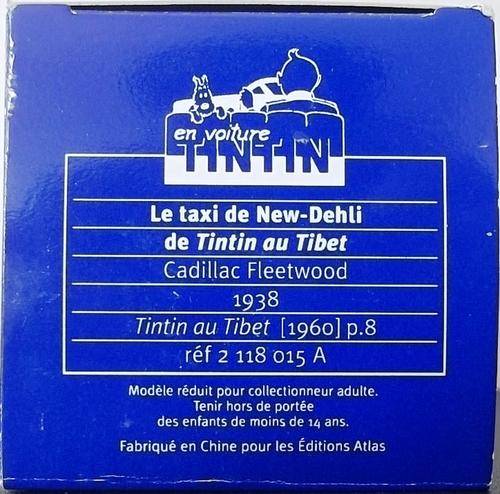 en voiture
TINTIN
Le taxi de New-Dehli
de Tintin au Tibet
Cadillac Fleetwood
1938
Tintin au Tibet [1960] p.8
réf 2 118 015 A
Modèle réduit pour collectionneur adulte.
Tenir hors de portée
des enfants de moins de 14 ans.
Fabriqué en Chine pour les Éditions Atlas